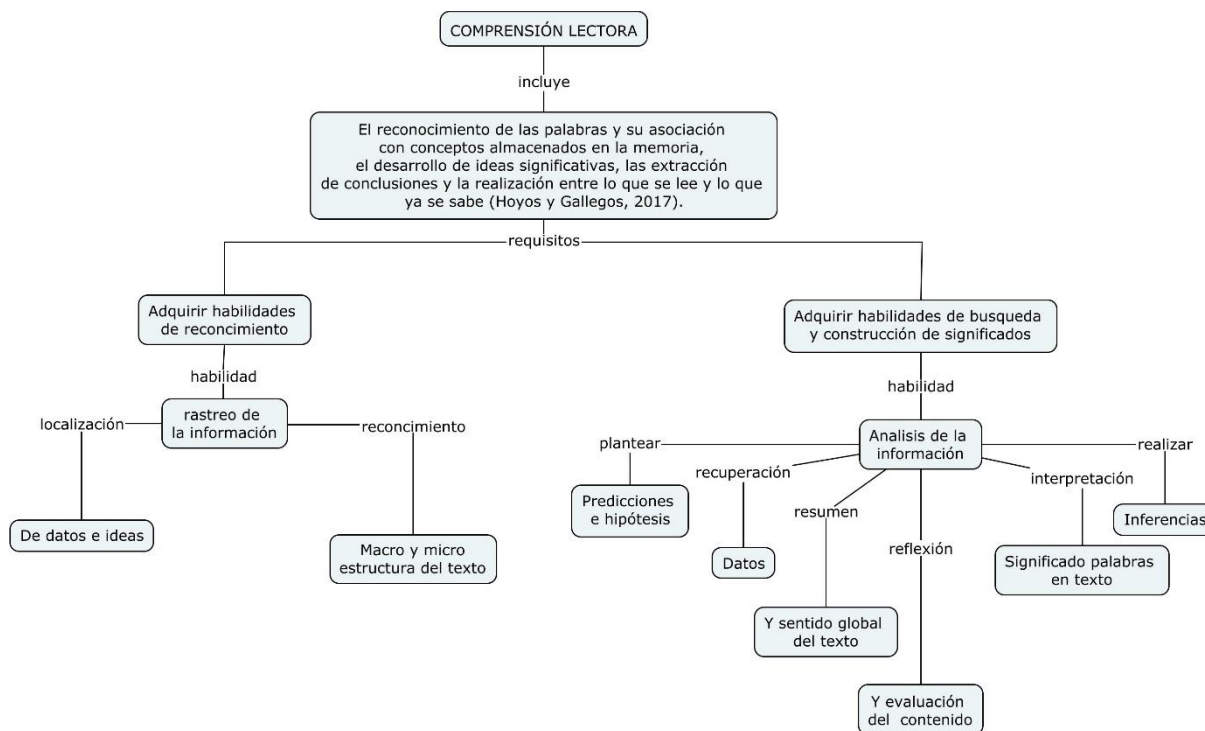 COMPRENSIÓN LECTORA
incluye
El reconocimiento de las palabras y su asociación
con conceptos almacenados en la memoria,
el desarrollo de ideas significativas, las extracción
de conclusiones y la realización entre lo que se lee y lo que
ya se sabe (Hoyos y Gallegos, 2017).
requisitos
Adquirir habilidades
de reconcimiento
habilidad
rastreo de
la información
localización
De datos e ideas
reconcimiento
Macro y micro
estructura del texto
Adquirir habilidades de busqueda
y construcción de significados
habilidad
Analisis de la
información
plantear
Predicciones
e hipótesis
recuperación
Datos
resumen
Y sentido global
del texto
reflexión
Y evaluación
del contenido
interpretación
Significado palabras
en texto
realizar
Inferencias